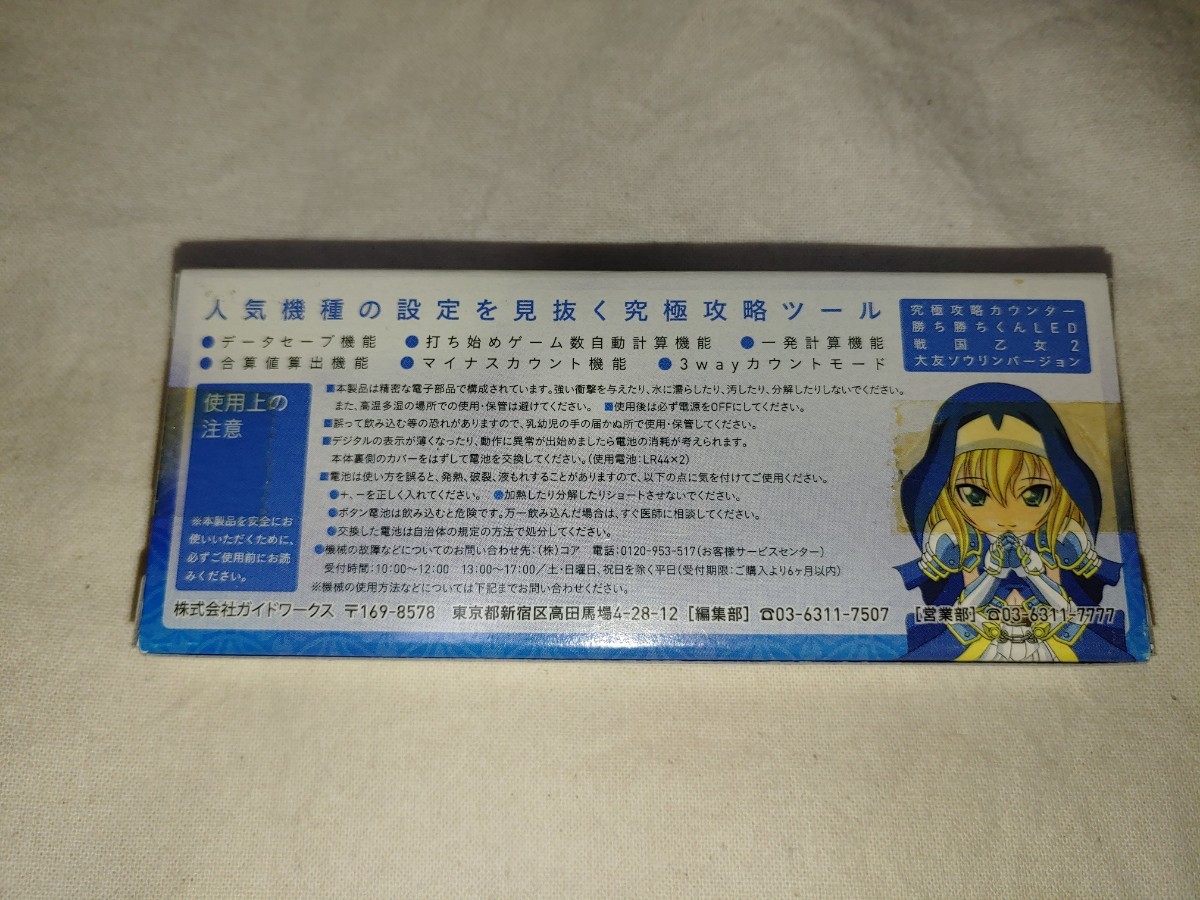 人気機種の設定を見抜く究極攻略ツール
●データセーブ機能 ●打ち始めゲーム数自動計算機能 ●一発計算機能
●合算値算出機能 ●マイナスカウント機能 ●3wayカウントモード
究極攻略カウンター
勝ち勝ちくんLED
戦国乙女2
大友ソウリンバージョン
使用上の
注意
※本製品を安全にお
使いいただくために、
必ずご使用前にお読
みください。
■本製品は精密な電子部品で構成されています。強い衝撃を与えたり、水に濡らしたり、汚したり、分解したりしないでください。
また、高温多湿の場所での使用・保管は避けてください。 ■使用後は必ず電源をOFFにしてください。
■誤って飲み込む等の恐れがありますので、乳幼児の手の届かぬ所で使用・保管してください。
■デジタルの表示が薄くなったり、動作に異常が出始めましたら電池の消耗が考えられます。
本体裏側のカバーをはずして電池を交換してください。(使用電池:LR44×2)
■電池は使い方を誤ると、発熱、破裂、液もれすることがありますので、以下の点に気を付けてご使用ください。
●+、−を正しく入れてください。 ●加熱したり分解したりショートさせないでください。
●ボタン電池は飲み込むと危険です。万一飲み込んだ場合は、すぐ医師に相談してください。
●交換した電池は自治体の規定の方法で処分してください。
●機械の故障などについてのお問い合わせ先:(株)コア 電話:0120-953-517(お客様サービスセンター)
受付時間:10:00〜12:00 13:00〜17:00/土・日曜日、祝日を除く平日(受付期限:ご購入より6ヶ月以内)
※機械の使用方法などについては下記までお問い合わせください。
株式会社ガイドワークス 〒169-8578 東京都新宿区高田馬場4-28-12 [編集部] ☎03-6311-7507 [営業部] ☎03-6311-7777